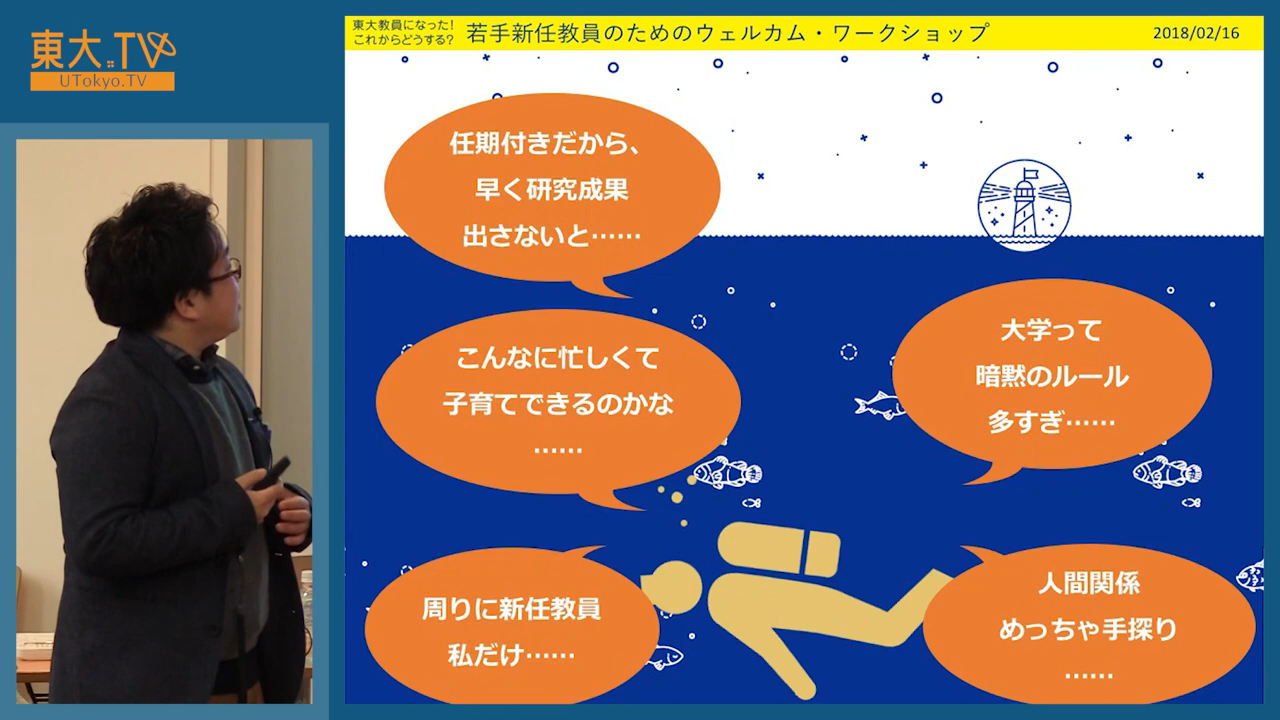 東大.TV
UTokyo.TV
東大教員になった!
これからどうする?
若手新任教員のためのウェルカム・ワークショップ
2018/02/16
任期付きだから、
早く研究成果
出さないと……
こんなに忙しくて
子育てできるのかな
……
大学って
暗黙のルール
多すぎ……
周りに新任教員
私だけ……
人間関係
めっちゃ手探り
……